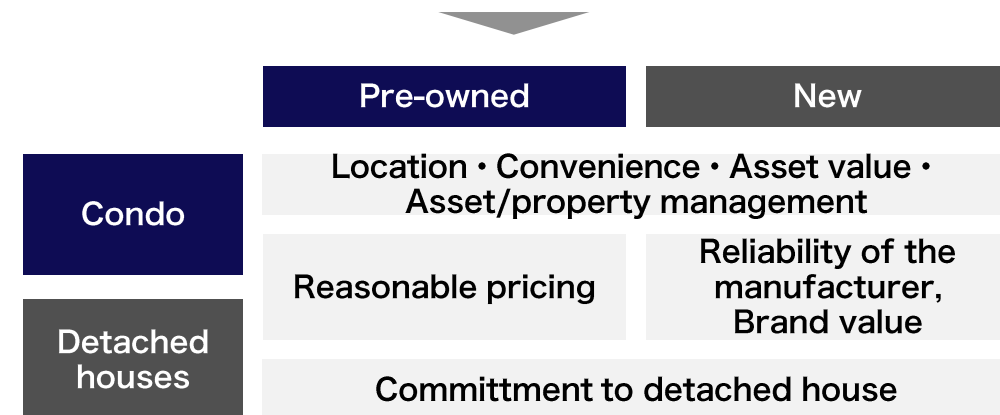 Pre-owned
New
Condo
Location・Convenience・Asset value・
Asset/property management
Reasonable pricing
Reliability of the
manufacturer,
Brand value
Detached
houses
Committment to detached house